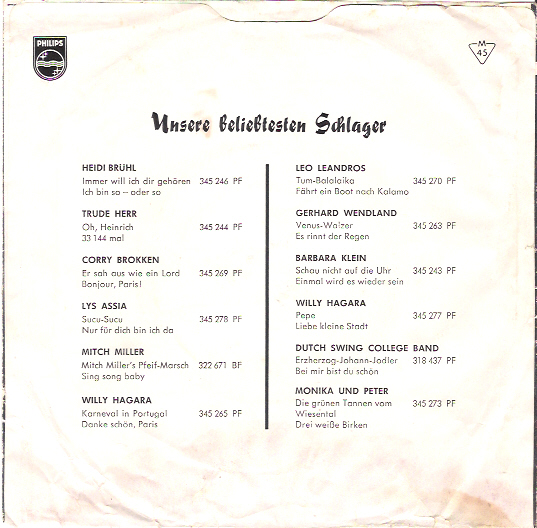 PHILIPS
M
45
Unsere beliebtesten Schlager
HEIDI BRÜHL
Immer will ich dir gehören 345 246 PF
Ich bin so – oder so
TRUDE HERR
Oh, Heinrich 345 244 PF
33 144 mal
CORRY BROKKEN
Er sah aus wie ein Lord 345 269 PF
Bonjour, Paris!
LYS ASSIA
Sucu-Sucu 345 278 PF
Nur für dich bin ich da
MITCH MILLER
Mitch Miller's Pfeif-Marsch 322 671 BF
Sing song baby
WILLY HAGARA
Karneval in Portugal 345 265 PF
Danke schön, Paris
LEO LEANDROS
Tum-Balalaika 345 270 PF
Fährt ein Boot nach Kalamo
GERHARD WENDLAND
Venus-Walzer 345 263 PF
Es rinnt der Regen
BARBARA KLEIN
Schau nicht auf die Uhr 345 243 PF
Einmal wird es wieder sein
WILLY HAGARA
Pepe 345 277 PF
Liebe kleine Stadt
DUTCH SWING COLLEGE BAND
Erzherzog-Johann-Jodler 318 437 PF
Bei mir bist du schön
MONIKA UND PETER
Die grünen Tannen vom 345 273 PF
Wiesental
Drei weiße Birken